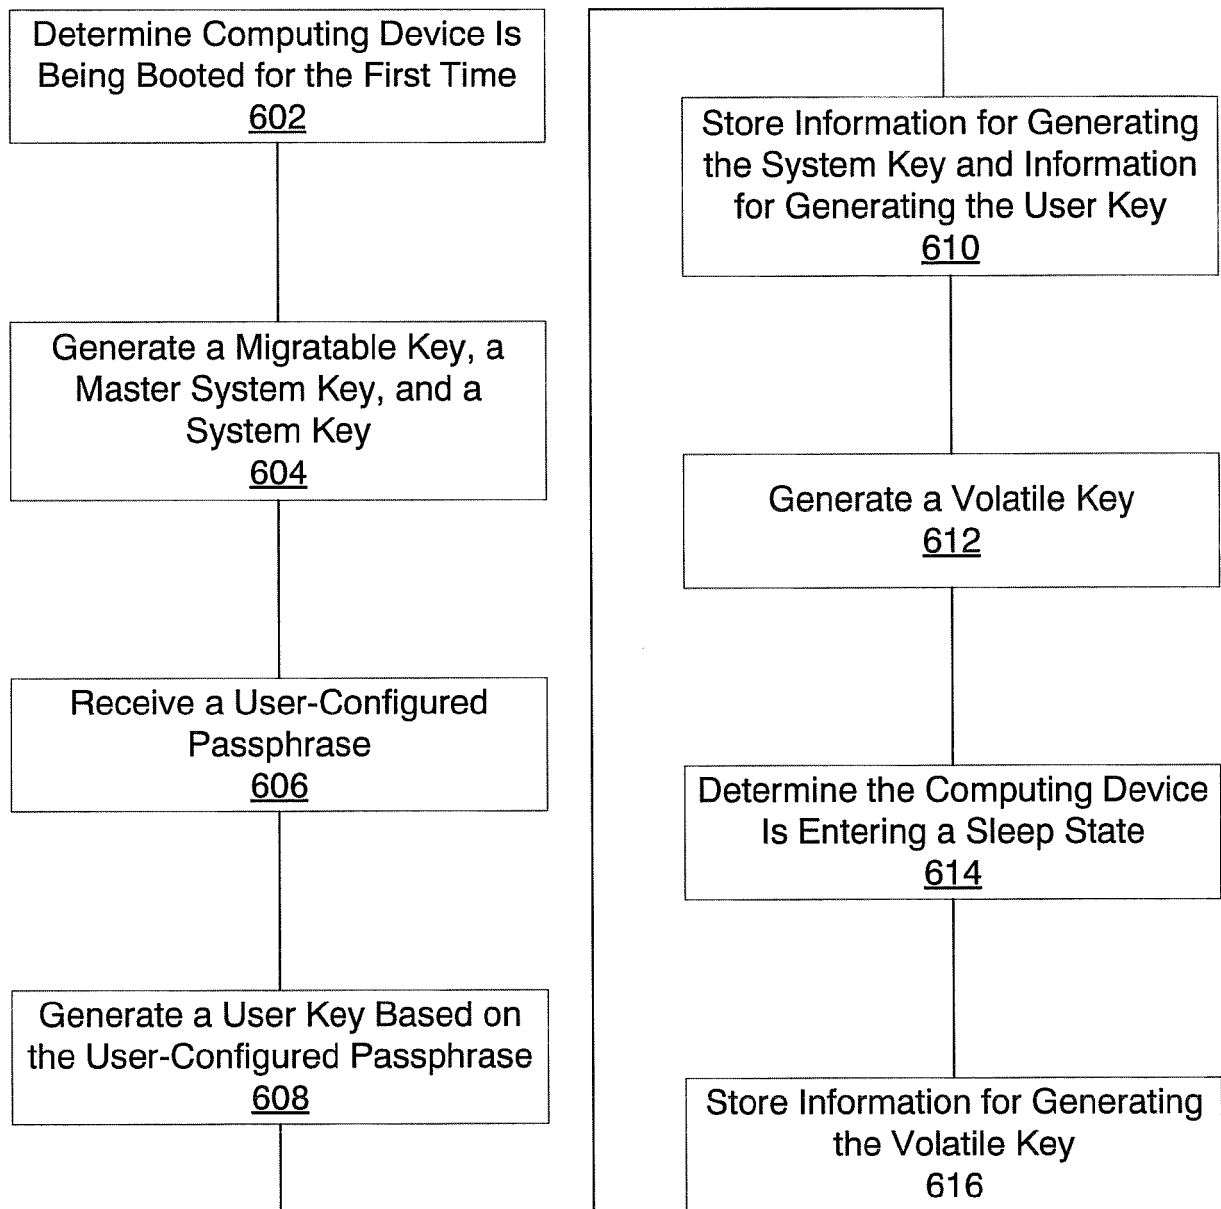 Determine Computing Device Is
Being Booted for the First Time
602
Generate a Migratable Key, a
Master System Key, and a
System Key
604
Receive a User-Configured
Passphrase
606
Generate a User Key Based on
the User-Configured Passphrase
608
Store Information for Generating
the System Key and Information
for Generating the User Key
610
Generate a Volatile Key
612
Determine the Computing Device
Is Entering a Sleep State
614
Store Information for Generating
the Volatile Key
616